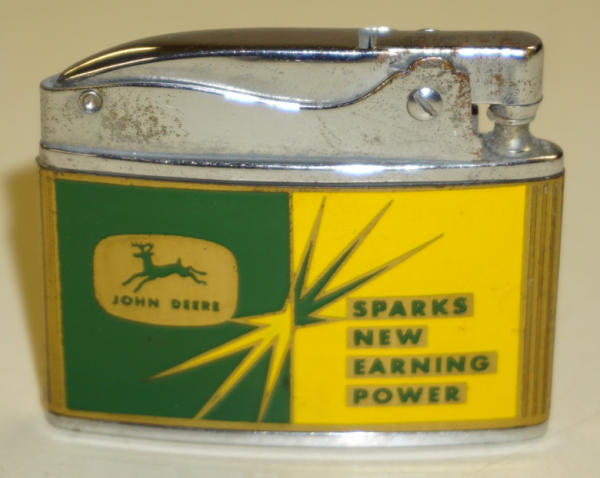 JOHN DEERE
SPARKS
NEW
EARNING
POWER